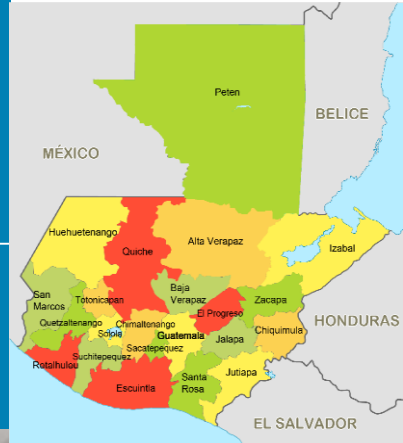 Peten
BELICE
MÉXICO
Huehuetenango
Quiche
Alta Verapaz
Izabal
San
Marcos
Totonicapan
Baja
Verapaz
El Progreso
Zacapa
Quetzaltenango
Solola
Chimaltenango
Guatemala
Sacatepequez
Jalapa
Chiquimula
HONDURAS
Rotalhuleu
Suchitepequez
Escuintla
Santa
Rosa
Jutiapa
EL SALVADOR